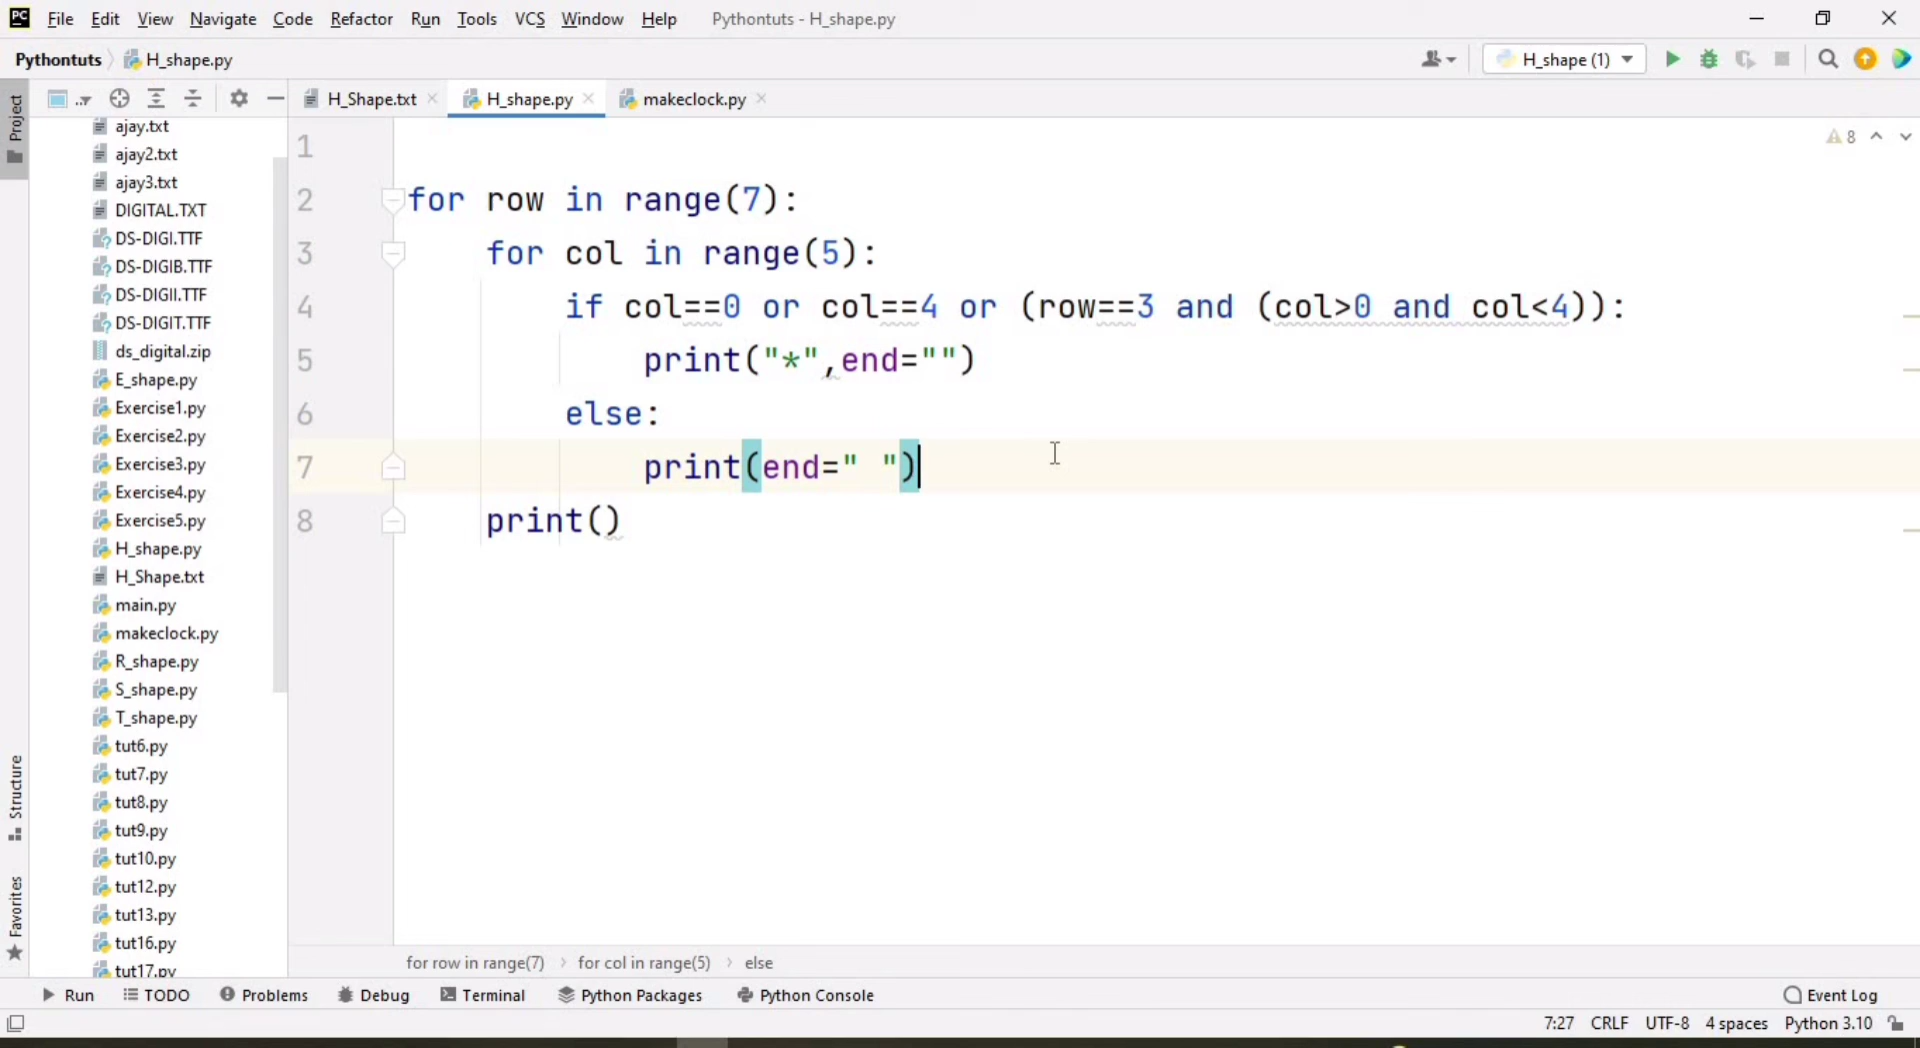 PC File Edit View Navigate Code Refactor Run Tools VCS Window Help Pythontuts - H_shape.py
Pythontuts H_shape.py H_shape (1)
Project
H_Shape.txt H_shape.py makeclock.py
ajay.txt
ajay2.txt
ajay3.txt
DIGITAL.TXT
DS-DIGI.TTF
DS-DIGIB.TTF
DS-DIGII.TTF
DS-DIGIT.TTF
ds_digital.zip
E_shape.py
Exercise1.py
Exercise2.py
Exercise3.py
Exercise4.py
Exercise5.py
H_shape.py
H_Shape.txt
main.py
makeclock.py
R_shape.py
S_shape.py
T_shape.py
tut6.py
tut7.py
tut8.py
tut9.py
tut10.py
tut12.py
tut13.py
tut16.py
tut17.py
Structure
Favorites
8
1
2 for row in range(7):
3     for col in range(5):
4         if col==0 or col==4 or (row==3 and (col>0 and col<4)):
5             print("*",end="")
6         else:
7             print(end=" ")
8     print()
for row in range(7) › for col in range(5) › else
Run TODO Problems Debug Terminal Python Packages Python Console Event Log
7:27 CRLF UTF-8 4 spaces Python 3.10